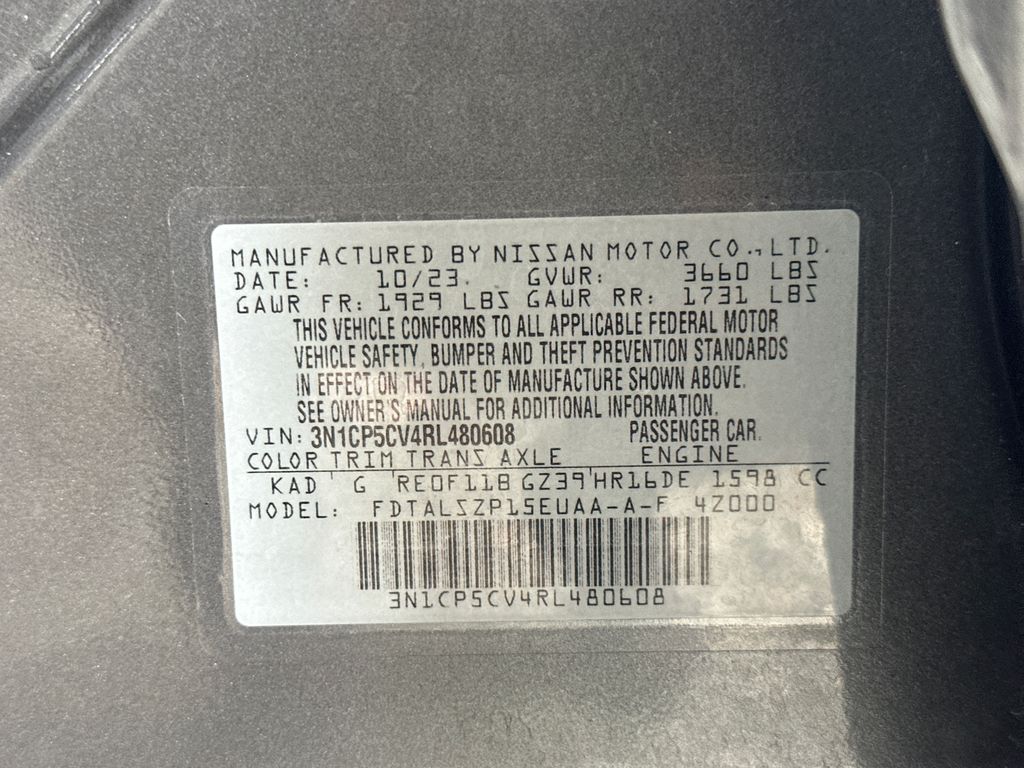 MANUFACTURED BY NISSAN MOTOR CO., LTD.
DATE: 10/23. GVWR: 3660 LBS
GAWR FR: 1929 LBS GAWR RR: 1731 LBS
THIS VEHICLE CONFORMS TO ALL APPLICABLE FEDERAL MOTOR
VEHICLE SAFETY, BUMPER AND THEFT PREVENTION STANDARDS
IN EFFECT ON THE DATE OF MANUFACTURE SHOWN ABOVE.
SEE OWNER'S MANUAL FOR ADDITIONAL INFORMATION.
VIN: 3N1CP5CV4RL480608 PASSENGER CAR.
COLOR TRIM TRANS AXLE ENGINE
KAD G RE0F11B GZ39 HR16DE 1598 CC
MODEL: FDTALSZP15EUAA-A-F 4Z000
3N1CP5CV4RL480608